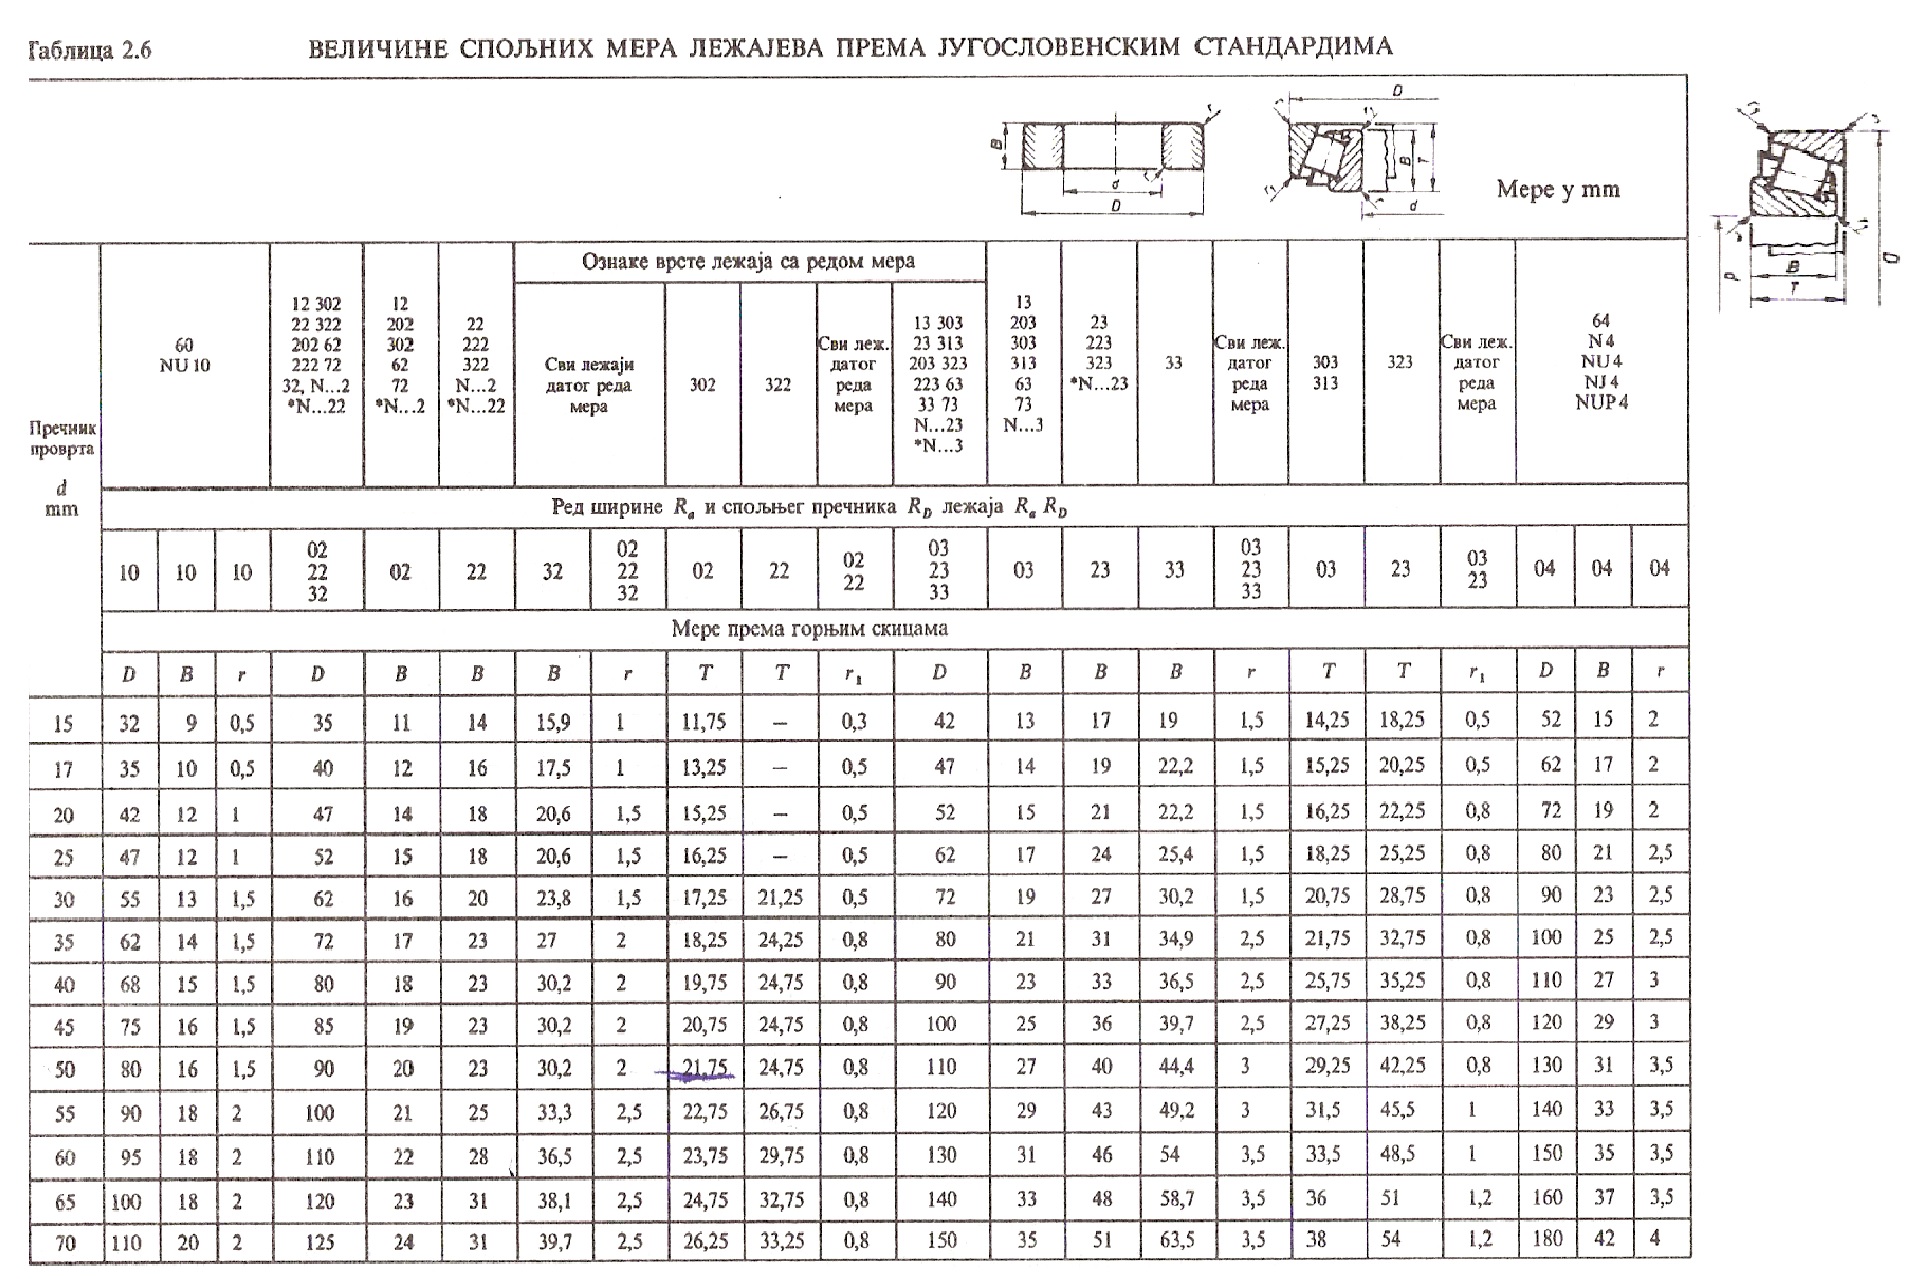 Габлица 2.6 ВЕЛИЧИНЕ СПОЉНИХ МЕРА ЛЕЖАЈЕВА ПРЕМА ЈУГОСЛОВЕНСКИМ СТАНДАРДИМА
Мере у mm
Пречник
проврта
d
mm
60
NU 10
12 302
22 322
202 62
222 72
32, N...2
*N...22
12
202
302
62
72
*N...2
22
222
322
N...2
*N...22
Ознаке врсте лежаја са редом мера
Сви лежаји
датог реда
мера
302
322
Сви леж.
датог
реда
мера
13 303
23 313
203 323
223 63
33 73
N...23
*N...3
13
203
303
313
63
73
N...3
23
223
323
*N...23
33
Сви леж.
датог
реда
мера
303
313
323
Сви леж.
датог
реда
мера
64
N 4
NU 4
NJ 4
NUP 4
Ред ширине Ra и спољњег пречника RD лежаја Ra RD
10 10 10 02 22 32 02 22 32 02 22 32 02 22 02 22 03 23 33 03 23 33 03 23 33 03 23 03 23 04 04 04
Мере према горњим скицама
D B r D B B B r T T r1 D B B B r T T r1 D B r
15 32 9 0,5 35 11 14 15,9 1 11,75 — 0,3 42 13 17 19 1,5 14,25 18,25 0,5 52 15 2
17 35 10 0,5 40 12 16 17,5 1 13,25 — 0,5 47 14 19 22,2 1,5 15,25 20,25 0,5 62 17 2
20 42 12 1 47 14 18 20,6 1,5 15,25 — 0,5 52 15 21 22,2 1,5 16,25 22,25 0,8 72 19 2
25 47 12 1 52 15 18 20,6 1,5 16,25 — 0,5 62 17 24 25,4 1,5 18,25 25,25 0,8 80 21 2,5
30 55 13 1,5 62 16 20 23,8 1,5 17,25 21,25 0,5 72 19 27 30,2 1,5 20,75 28,75 0,8 90 23 2,5
35 62 14 1,5 72 17 23 27 2 18,25 24,25 0,8 80 21 31 34,9 2,5 21,75 32,75 0,8 100 25 2,5
40 68 15 1,5 80 18 23 30,2 2 19,75 24,75 0,8 90 23 33 36,5 2,5 25,75 35,25 0,8 110 27 3
45 75 16 1,5 85 19 23 30,2 2 20,75 24,75 0,8 100 25 36 39,7 2,5 27,25 38,25 0,8 120 29 3
50 80 16 1,5 90 20 23 30,2 2 21,75 24,75 0,8 110 27 40 44,4 3 29,25 42,25 0,8 130 31 3,5
55 90 18 2 100 21 25 33,3 2,5 22,75 26,75 0,8 120 29 43 49,2 3 31,5 45,5 1 140 33 3,5
60 95 18 2 110 22 28 36,5 2,5 23,75 29,75 0,8 130 31 46 54 3,5 33,5 48,5 1 150 35 3,5
65 100 18 2 120 23 31 38,1 2,5 24,75 32,75 0,8 140 33 48 58,7 3,5 36 51 1,2 160 37 3,5
70 110 20 2 125 24 31 39,7 2,5 26,25 33,25 0,8 150 35 51 63,5 3,5 38 54 1,2 180 42 4